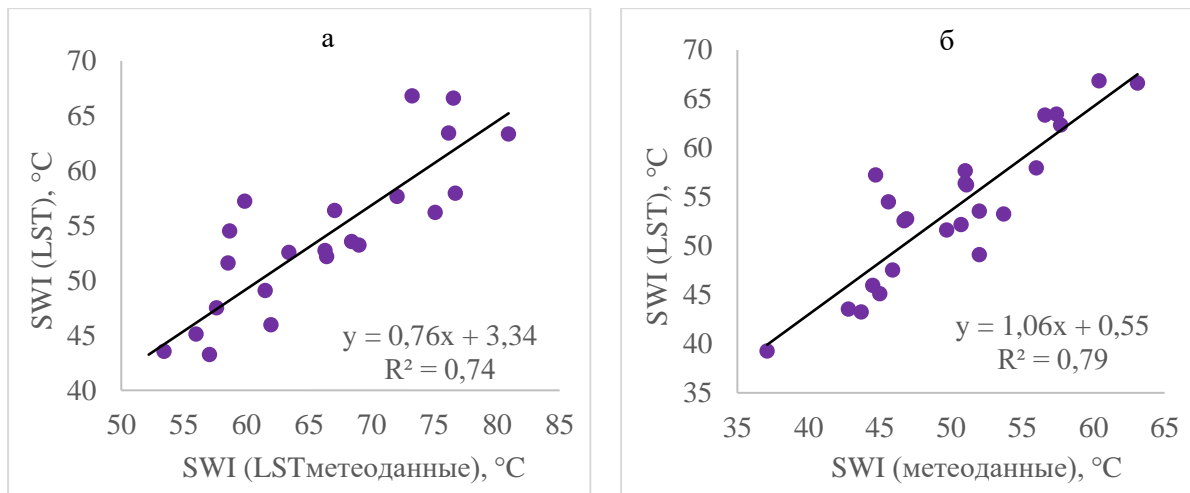 а
70
65
60
55
50
45
40
SWI (LST), °C
y = 0,76x + 3,34
R² = 0,74
50 55 60 65 70 75 80 85
SWI (LSTметеоданные), °C
б
70
65
60
55
50
45
40
35
SWI (LST), °C
y = 1,06x + 0,55
R² = 0,79
35 40 45 50 55 60 65
SWI (метеоданные), °C